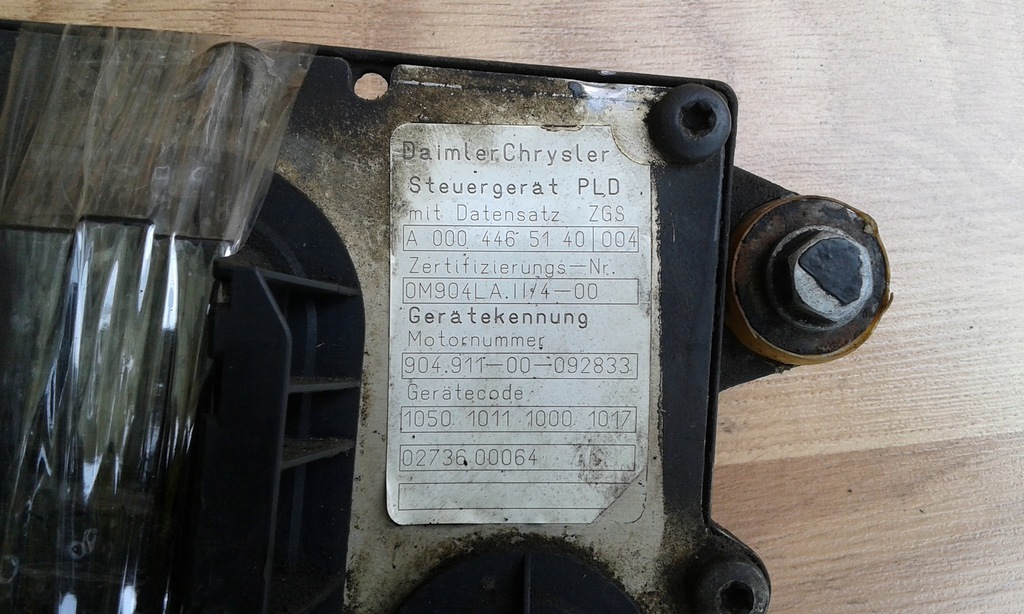 DaimlerChrysler
Steuergerät PLD
mit Datensatz ZGS
A 000 446 51 40 004
Zertifizierungs-Nr.
OM904LA.II/4-00
Gerätekennung
Motornummer
904.911-00-092833
Gerätecode
1050 1011 1000 1017
02736.00064